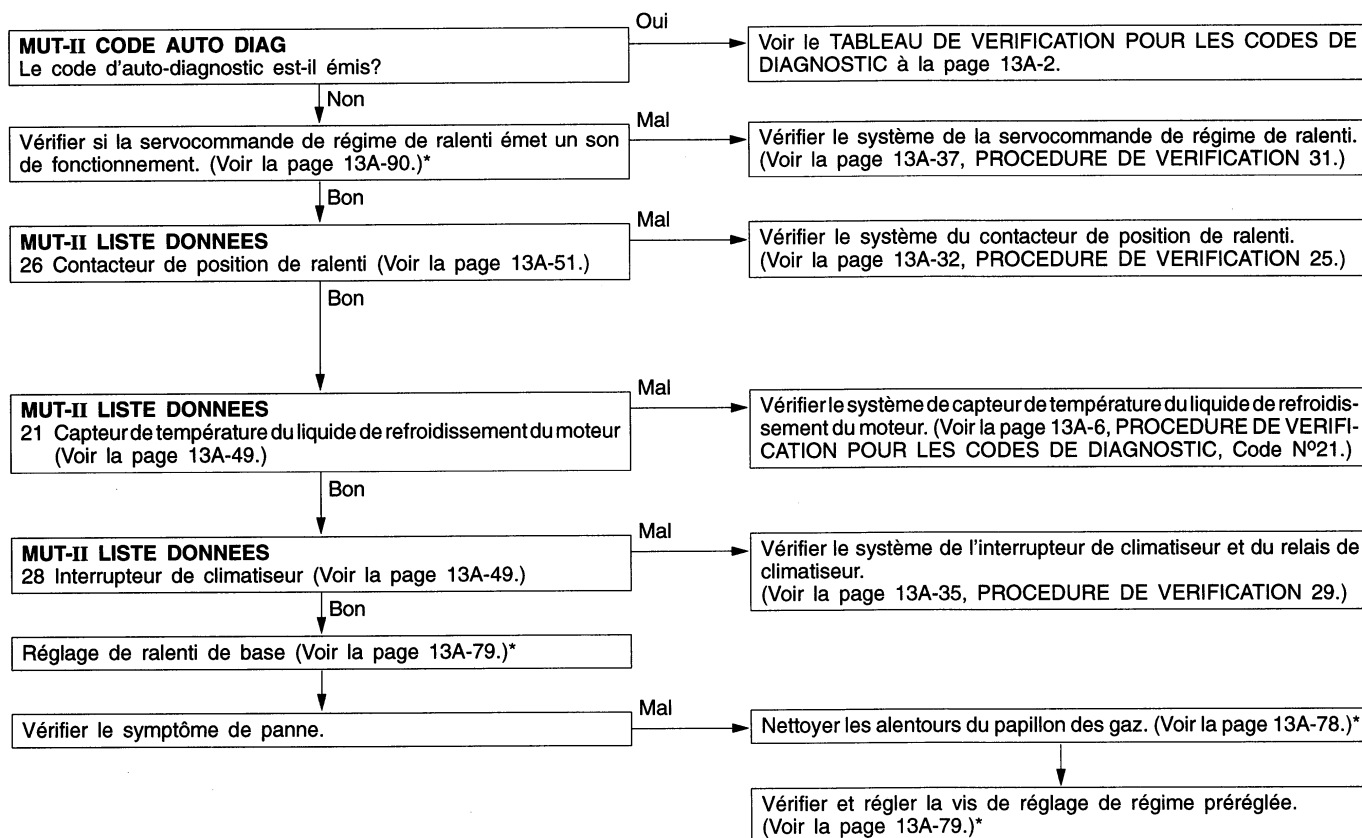 MUT-II CODE AUTO DIAG
Le code d'auto-diagnostic est-il émis?
Oui
Voir le TABLEAU DE VERIFICATION POUR LES CODES DE
DIAGNOSTIC à la page 13A-2.
Non
Vérifier si la servocommande de régime de ralenti émet un son
de fonctionnement. (Voir la page 13A-90.)*
Mal
Vérifier le système de la servocommande de régime de ralenti.
(Voir la page 13A-37, PROCEDURE DE VERIFICATION 31.)
Bon
MUT-II LISTE DONNEES
26 Contacteur de position de ralenti (Voir la page 13A-51.)
Mal
Vérifier le système du contacteur de position de ralenti.
(Voir la page 13A-32, PROCEDURE DE VERIFICATION 25.)
Bon
MUT-II LISTE DONNEES
21 Capteur de température du liquide de refroidissement du moteur
(Voir la page 13A-49.)
Mal
Vérifier le système de capteur de température du liquide de refroidis-
sement du moteur. (Voir la page 13A-6, PROCEDURE DE VERIFI-
CATION POUR LES CODES DE DIAGNOSTIC, Code Nº21.)
Bon
MUT-II LISTE DONNEES
28 Interrupteur de climatiseur (Voir la page 13A-49.)
Mal
Vérifier le système de l'interrupteur de climatiseur et du relais de
climatiseur.
(Voir la page 13A-35, PROCEDURE DE VERIFICATION 29.)
Bon
Réglage de ralenti de base (Voir la page 13A-79.)*
Vérifier le symptôme de panne.
Mal
Nettoyer les alentours du papillon des gaz. (Voir la page 13A-78.)*
Vérifier et régler la vis de réglage de régime préréglée.
(Voir la page 13A-79.)*